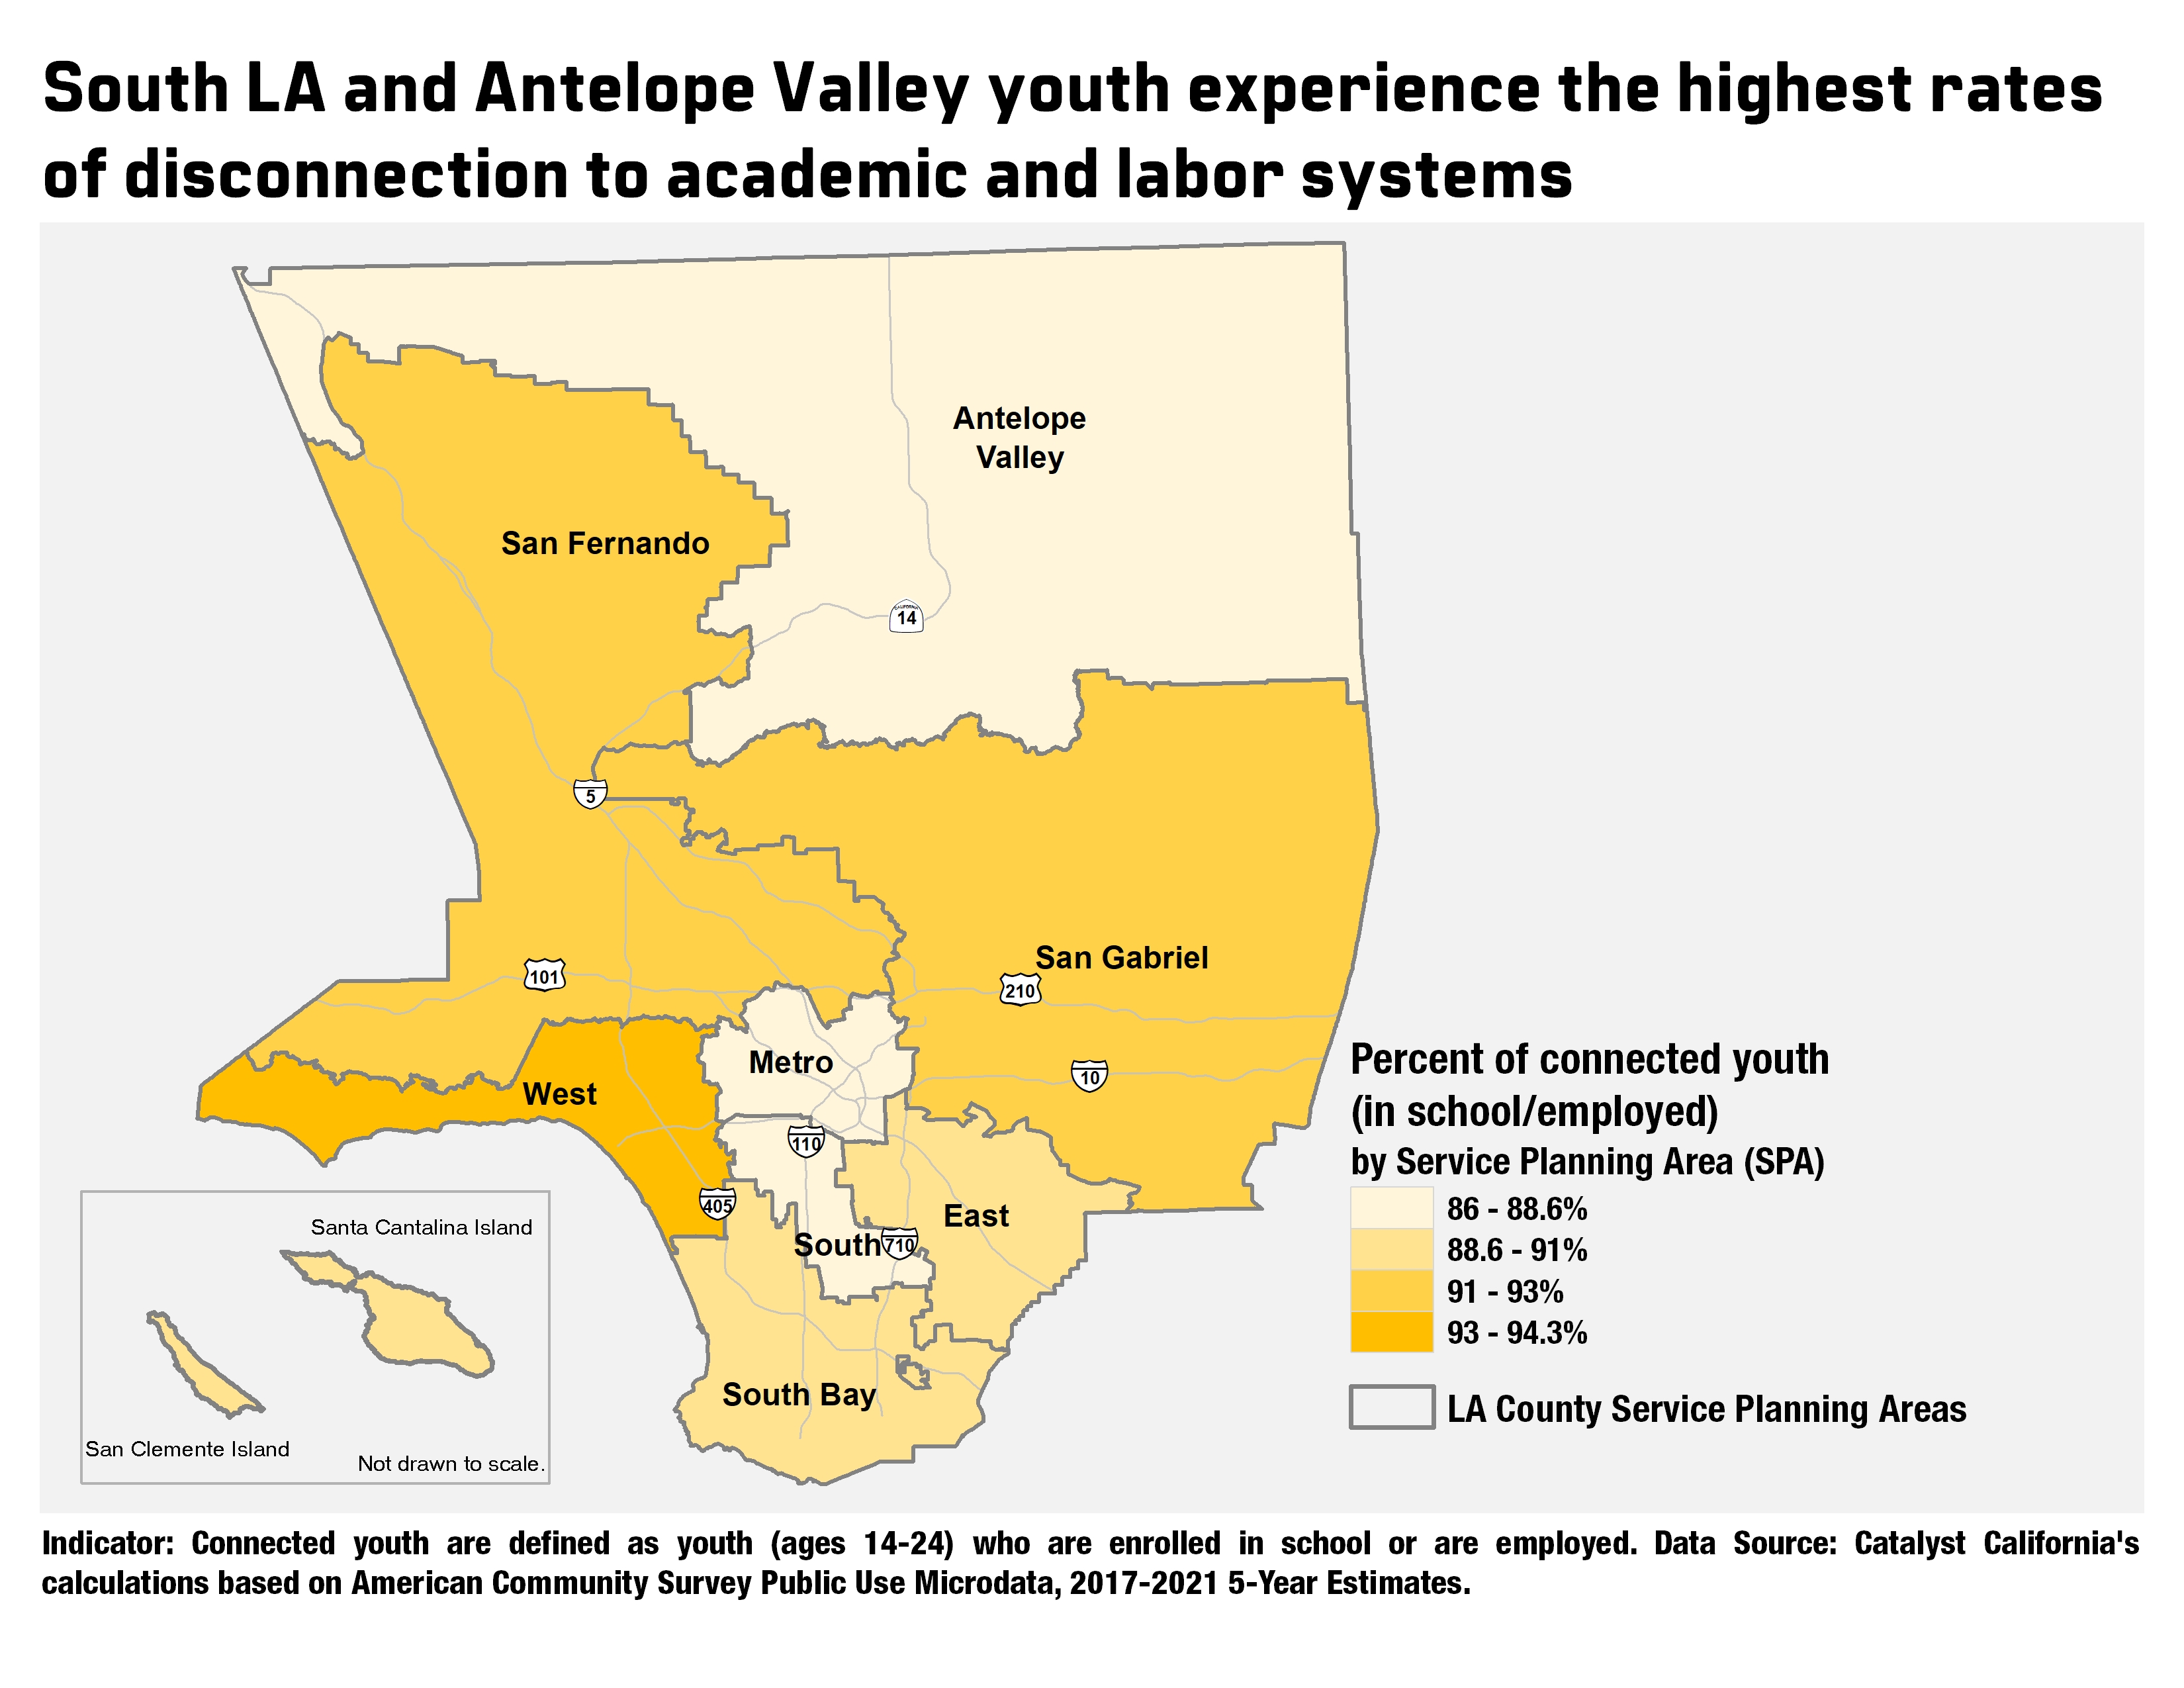 South LA and Antelope Valley youth experience the highest rates
of disconnection to academic and labor systems
Antelope
Valley
San Fernando
CALIFORNIA
14
5
San Gabriel
101
210
Metro
10
West
110
405
East
South
710
South Bay
Santa Cantalina Island
San Clemente Island
Not drawn to scale.
Percent of connected youth
(in school/employed)
by Service Planning Area (SPA)
86 - 88.6%
88.6 - 91%
91 - 93%
93 - 94.3%
LA County Service Planning Areas
Indicator: Connected youth are defined as youth (ages 14-24) who are enrolled in school or are employed. Data Source: Catalyst California's
calculations based on American Community Survey Public Use Microdata, 2017-2021 5-Year Estimates.